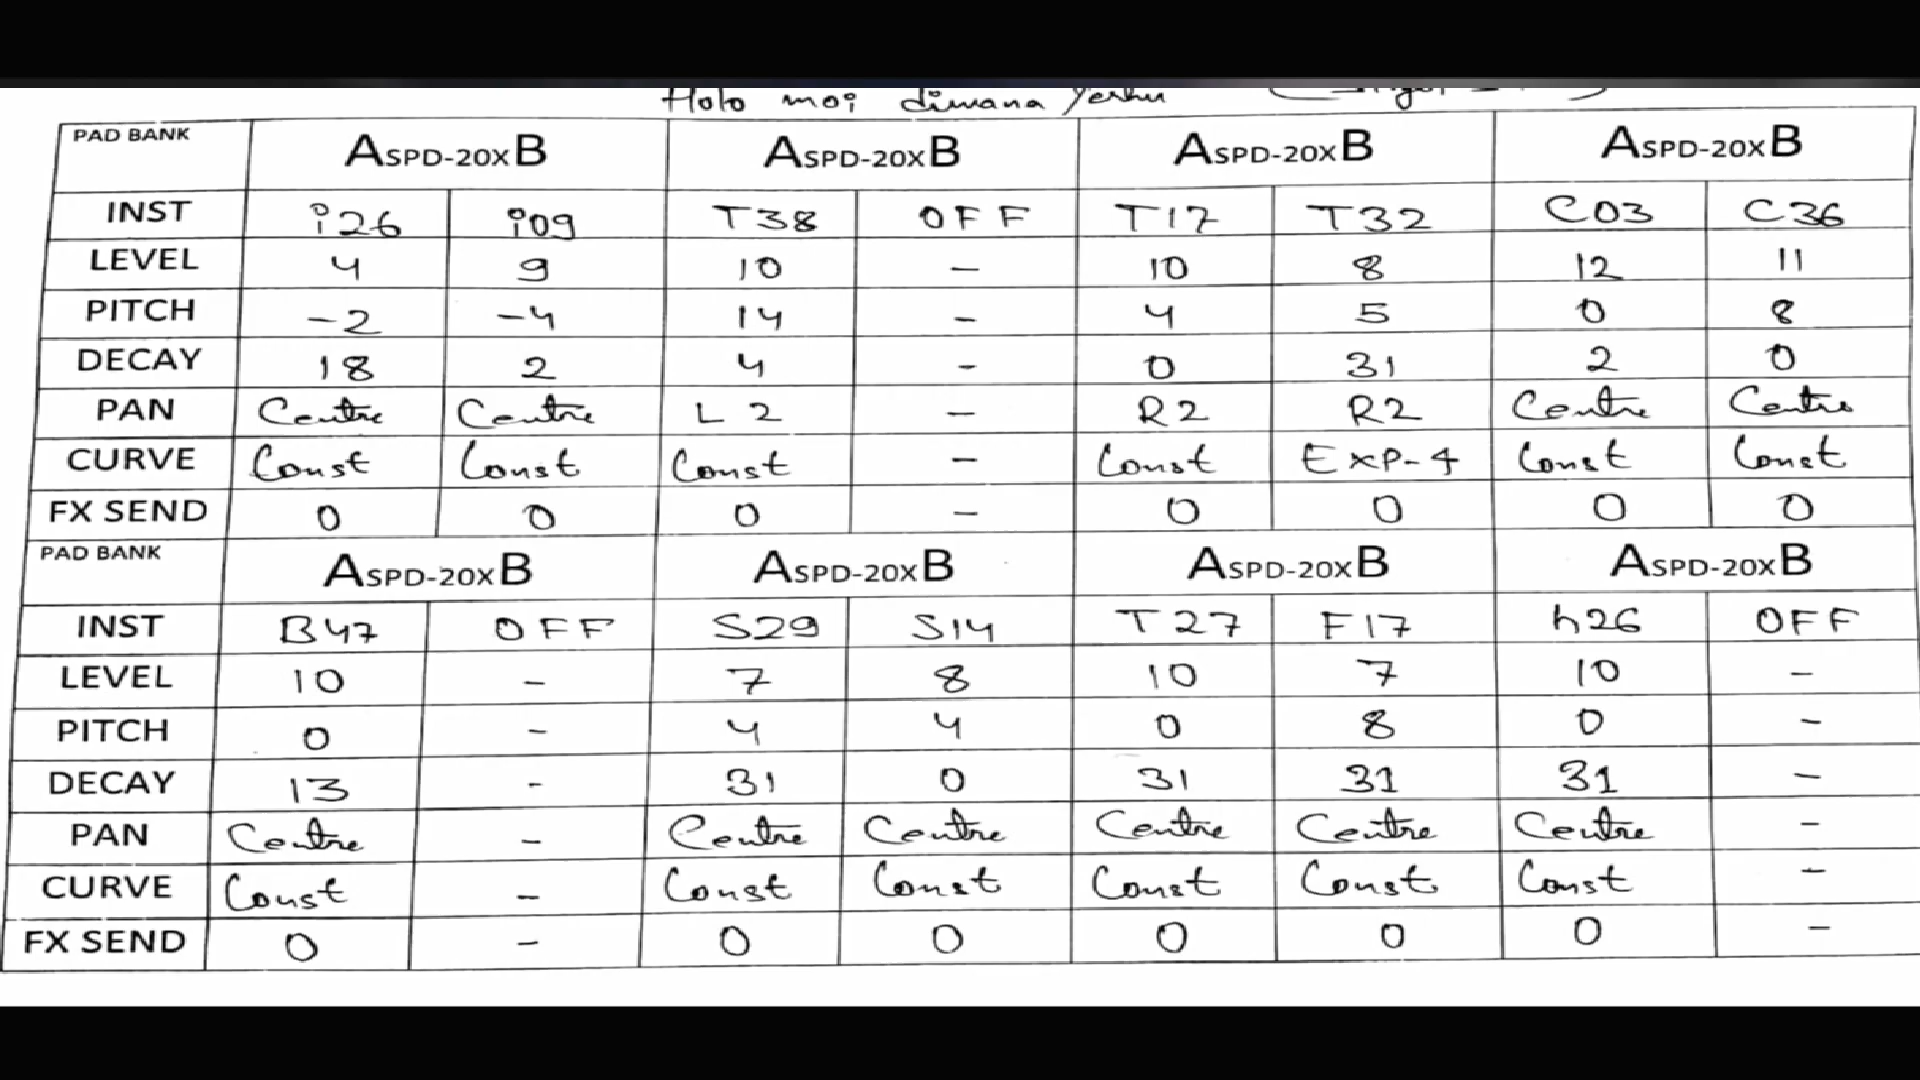 Holo moi diwana Yeshu
PAD BANK ASPD-20XB ASPD-20XB ASPD-20XB ASPD-20XB
INST i26 i09 T38 OFF T17 T32 C03 C36
LEVEL 4 9 10 - 10 8 12 11
PITCH -2 -4 14 - 4 5 0 8
DECAY 18 2 4 - 0 31 2 0
PAN Centre Centre L2 - R2 R2 Centre Centre
CURVE Const Const Const - Const EXP-4 Const Const
FX SEND 0 0 0 - 0 0 0 0
PAD BANK ASPD-20XB ASPD-20XB ASPD-20XB ASPD-20XB
INST B47 OFF S29 S14 T27 F17 h26 OFF
LEVEL 10 - 7 8 10 7 10 -
PITCH 0 - 4 4 0 8 0 -
DECAY 13 - 31 0 31 31 31 -
PAN Centre - Centre Centre Centre Centre Centre -
CURVE Const - Const Const Const Const Const -
FX SEND 0 - 0 0 0 0 0 -